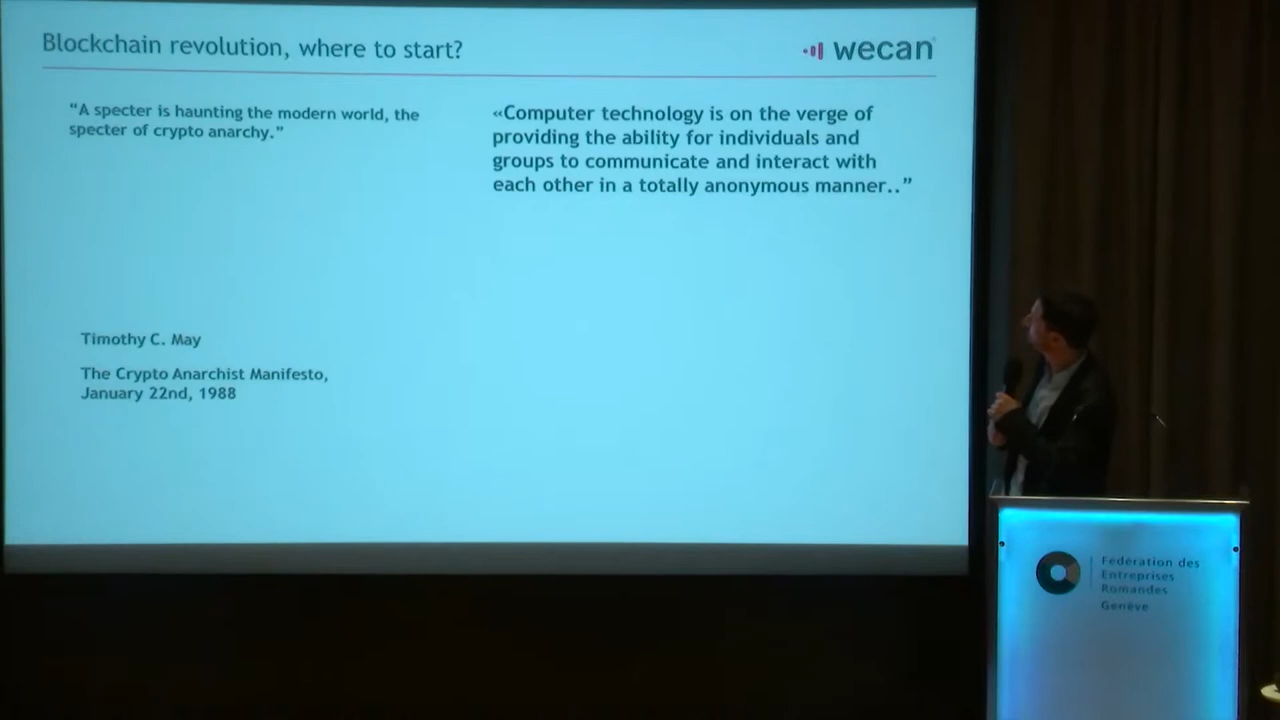 Blockchain revolution, where to start?
wecan
“A specter is haunting the modern world, the
specter of crypto anarchy.”
«Computer technology is on the verge of
providing the ability for individuals and
groups to communicate and interact with
each other in a totally anonymous manner..”
Timothy C. May
The Crypto Anarchist Manifesto,
January 22nd, 1988
Fédération des
Entreprises
Romandes
Genève